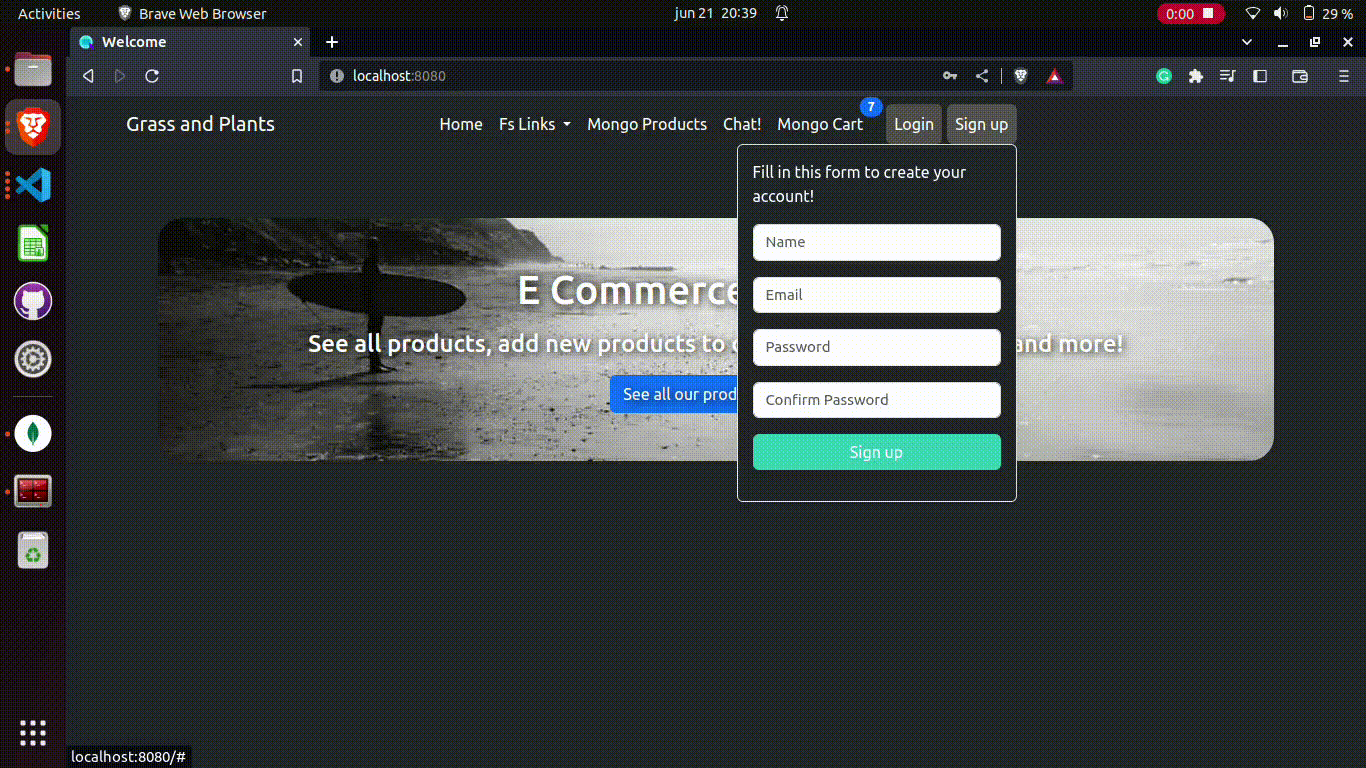 Activities Brave Web Browser jun 21 20:39 0:00 29 %
Welcome
localhost:8080
Grass and Plants Home Fs Links Mongo Products Chat! Mongo Cart 7 Login Sign up
Fill in this form to create your
account!
Name
Email
Password
Confirm Password
Sign up
E Commerce
See all products, add new products to and more!
See all our prod
localhost:8080/#